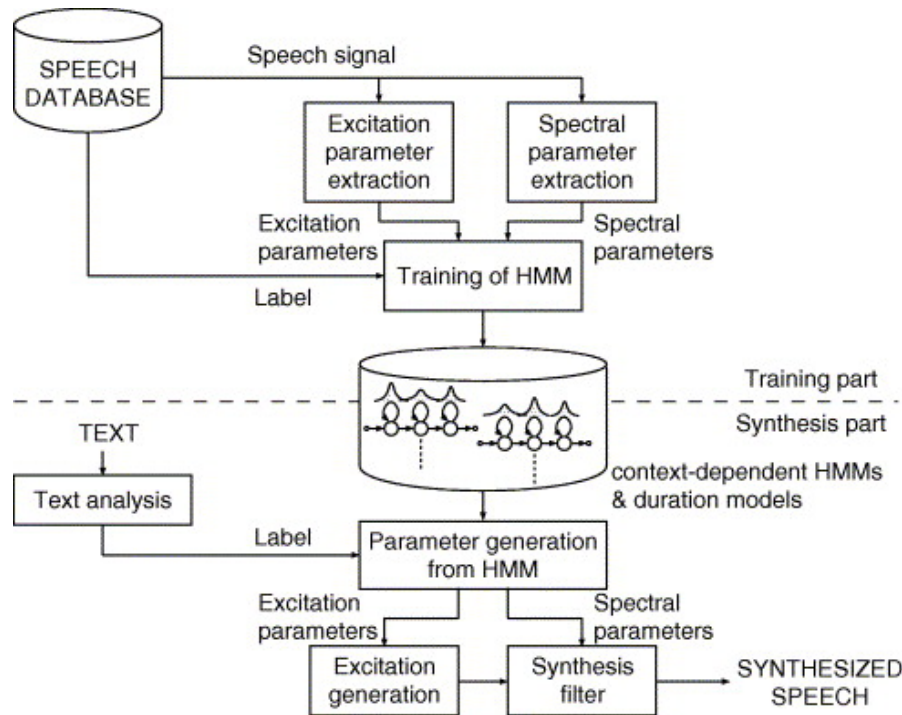 SPEECH
DATABASE
Speech signal
Excitation
parameter
extraction
Spectral
parameter
extraction
Excitation
parameters
Spectral
parameters
Training of HMM
Label
Training part
Synthesis part
TEXT
context-dependent HMMs
& duration models
Text analysis
Label
Parameter generation
from HMM
Excitation
parameters
Spectral
parameters
Excitation
generation
Synthesis
filter
SYNTHESIZED
SPEECH